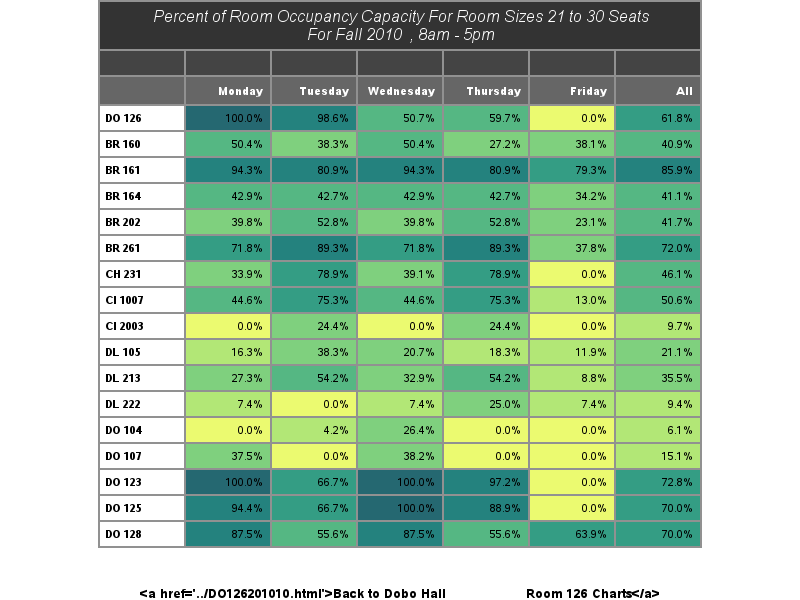 Percent of Room Occupancy Capacity For Room Sizes 21 to 30 Seats
For Fall 2010 , 8am - 5pm
Monday Tuesday Wednesday Thursday Friday All
DO 126 100.0% 98.6% 50.7% 59.7% 0.0% 61.8%
BR 160 50.4% 38.3% 50.4% 27.2% 38.1% 40.9%
BR 161 94.3% 80.9% 94.3% 80.9% 79.3% 85.9%
BR 164 42.9% 42.7% 42.9% 42.7% 34.2% 41.1%
BR 202 39.8% 52.8% 39.8% 52.8% 23.1% 41.7%
BR 261 71.8% 89.3% 71.8% 89.3% 37.8% 72.0%
CH 231 33.9% 78.9% 39.1% 78.9% 0.0% 46.1%
CI 1007 44.6% 75.3% 44.6% 75.3% 13.0% 50.6%
CI 2003 0.0% 24.4% 0.0% 24.4% 0.0% 9.7%
DL 105 16.3% 38.3% 20.7% 18.3% 11.9% 21.1%
DL 213 27.3% 54.2% 32.9% 54.2% 8.8% 35.5%
DL 222 7.4% 0.0% 7.4% 25.0% 7.4% 9.4%
DO 104 0.0% 4.2% 26.4% 0.0% 0.0% 6.1%
DO 107 37.5% 0.0% 38.2% 0.0% 0.0% 15.1%
DO 123 100.0% 66.7% 100.0% 97.2% 0.0% 72.8%
DO 125 94.4% 66.7% 100.0% 88.9% 0.0% 70.0%
DO 128 87.5% 55.6% 87.5% 55.6% 63.9% 70.0%
<a href='../DO126201010.html'>Back to Dobo Hall Room 126 Charts</a>